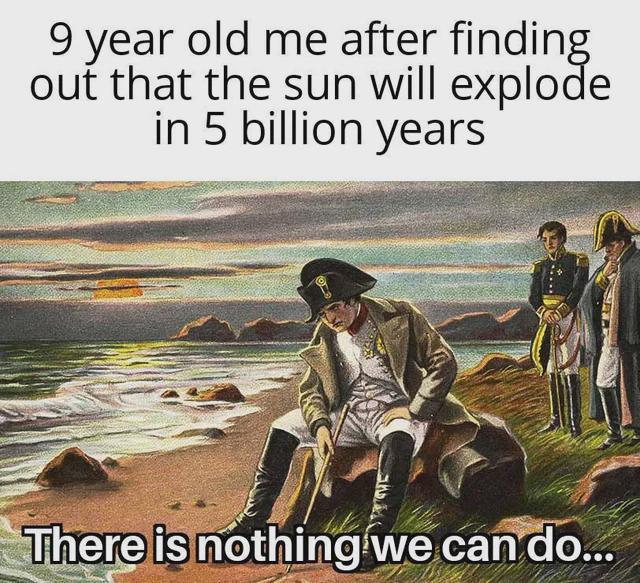 9 year old me after finding
out that the sun will explode
in 5 billion years
There is nothing we can do...